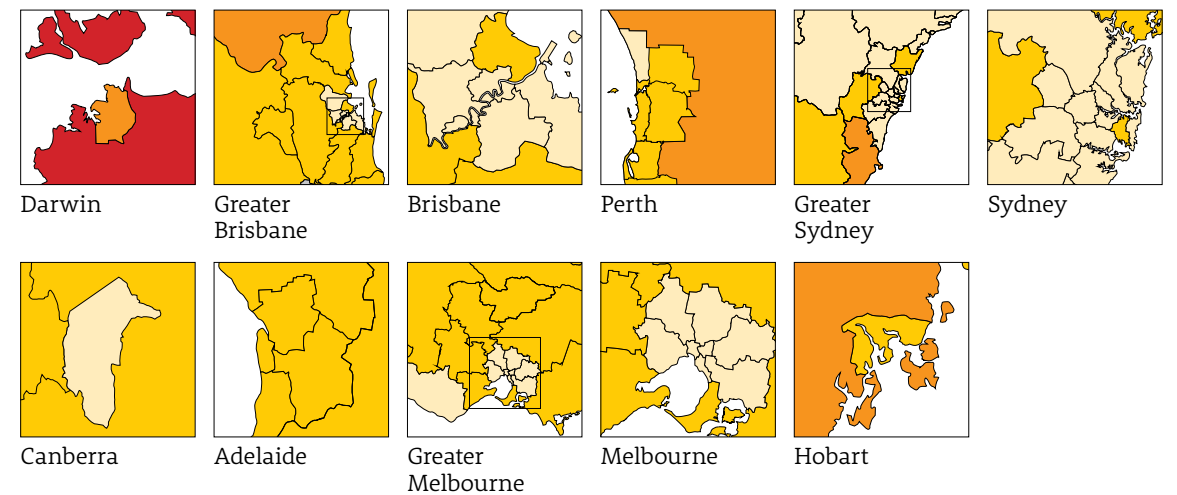 Darwin
Greater
Brisbane
Brisbane
Perth
Greater
Sydney
Sydney
Canberra
Adelaide
Greater
Melbourne
Melbourne
Hobart